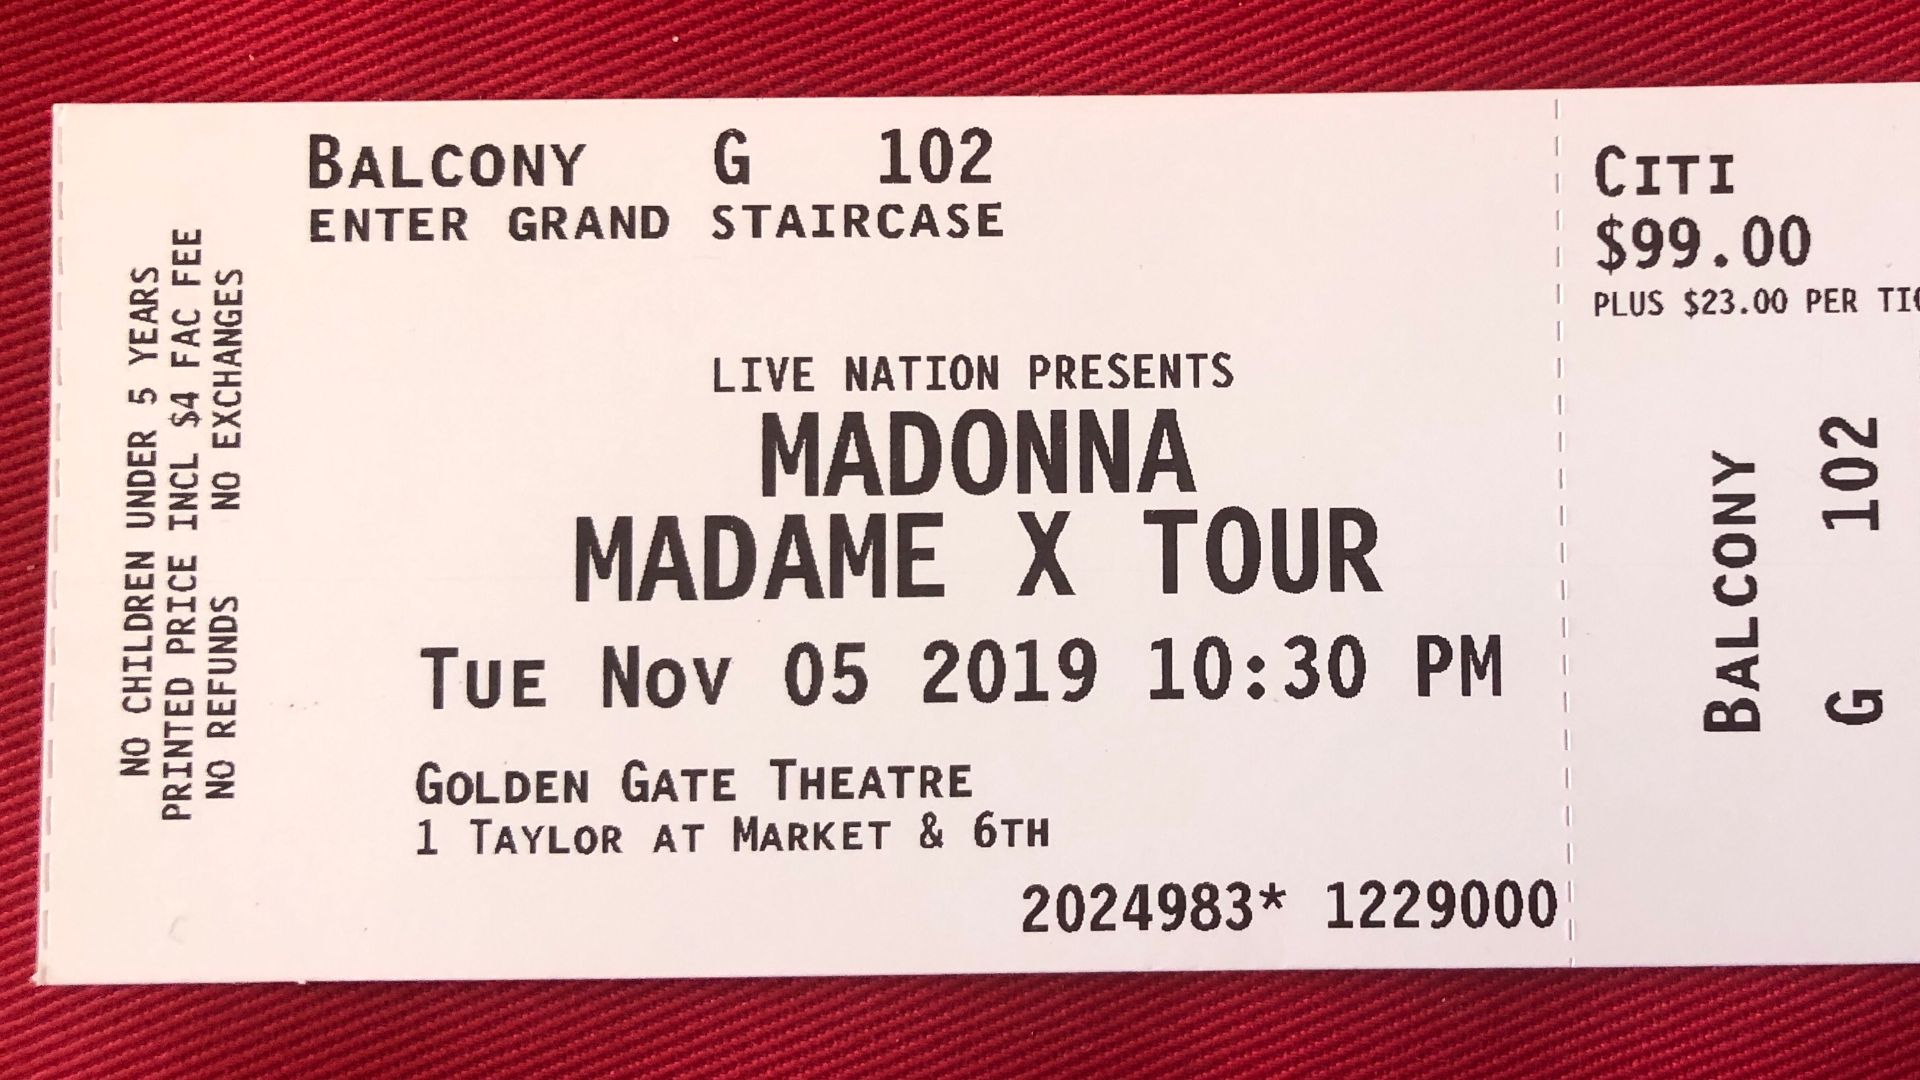 BALCONY G 102
ENTER GRAND STAIRCASE
NO CHILDREN UNDER 5 YEARS
PRINTED PRICE INCL $4 FAC FEE
NO REFUNDS NO EXCHANGES
LIVE NATION PRESENTS
MADONNA
MADAME X TOUR
TUE NOV 05 2019 10:30 PM
GOLDEN GATE THEATRE
1 TAYLOR AT MARKET & 6TH
2024983* 1229000
CITI
$99.00
PLUS $23.00 PER
BALCONY
G 102